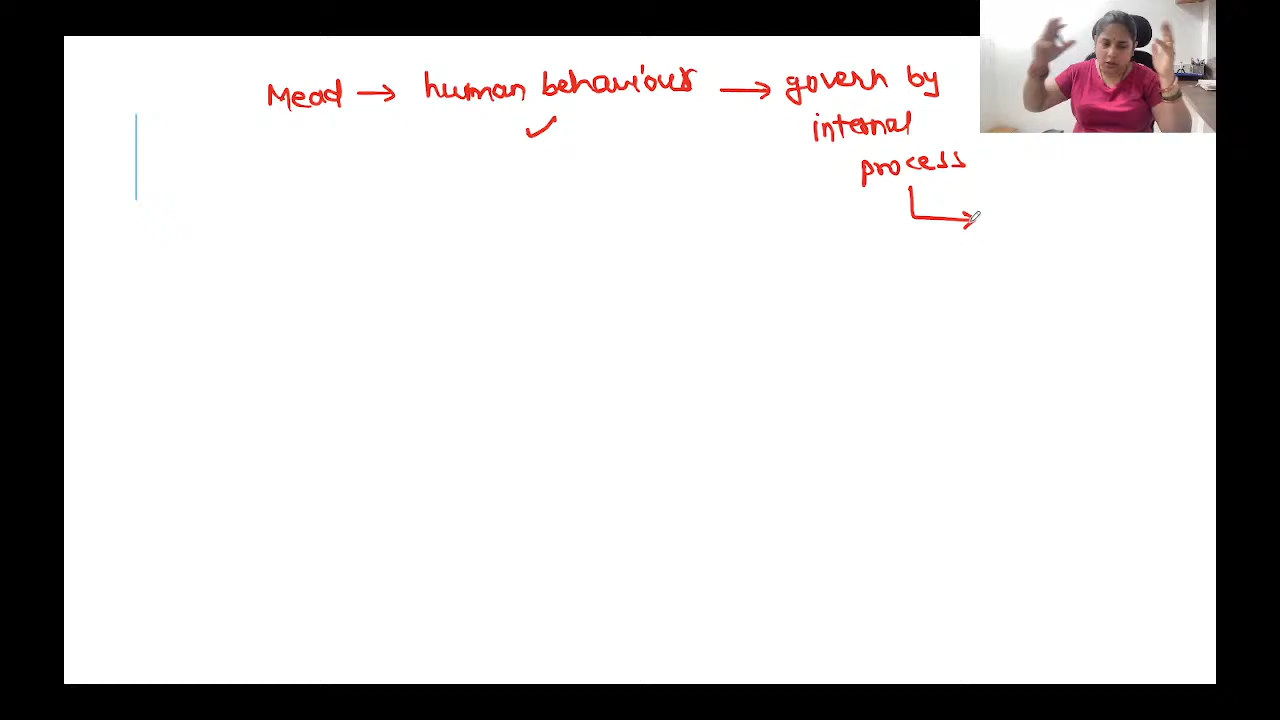 Mead → human behaviour → govern by
internal
process